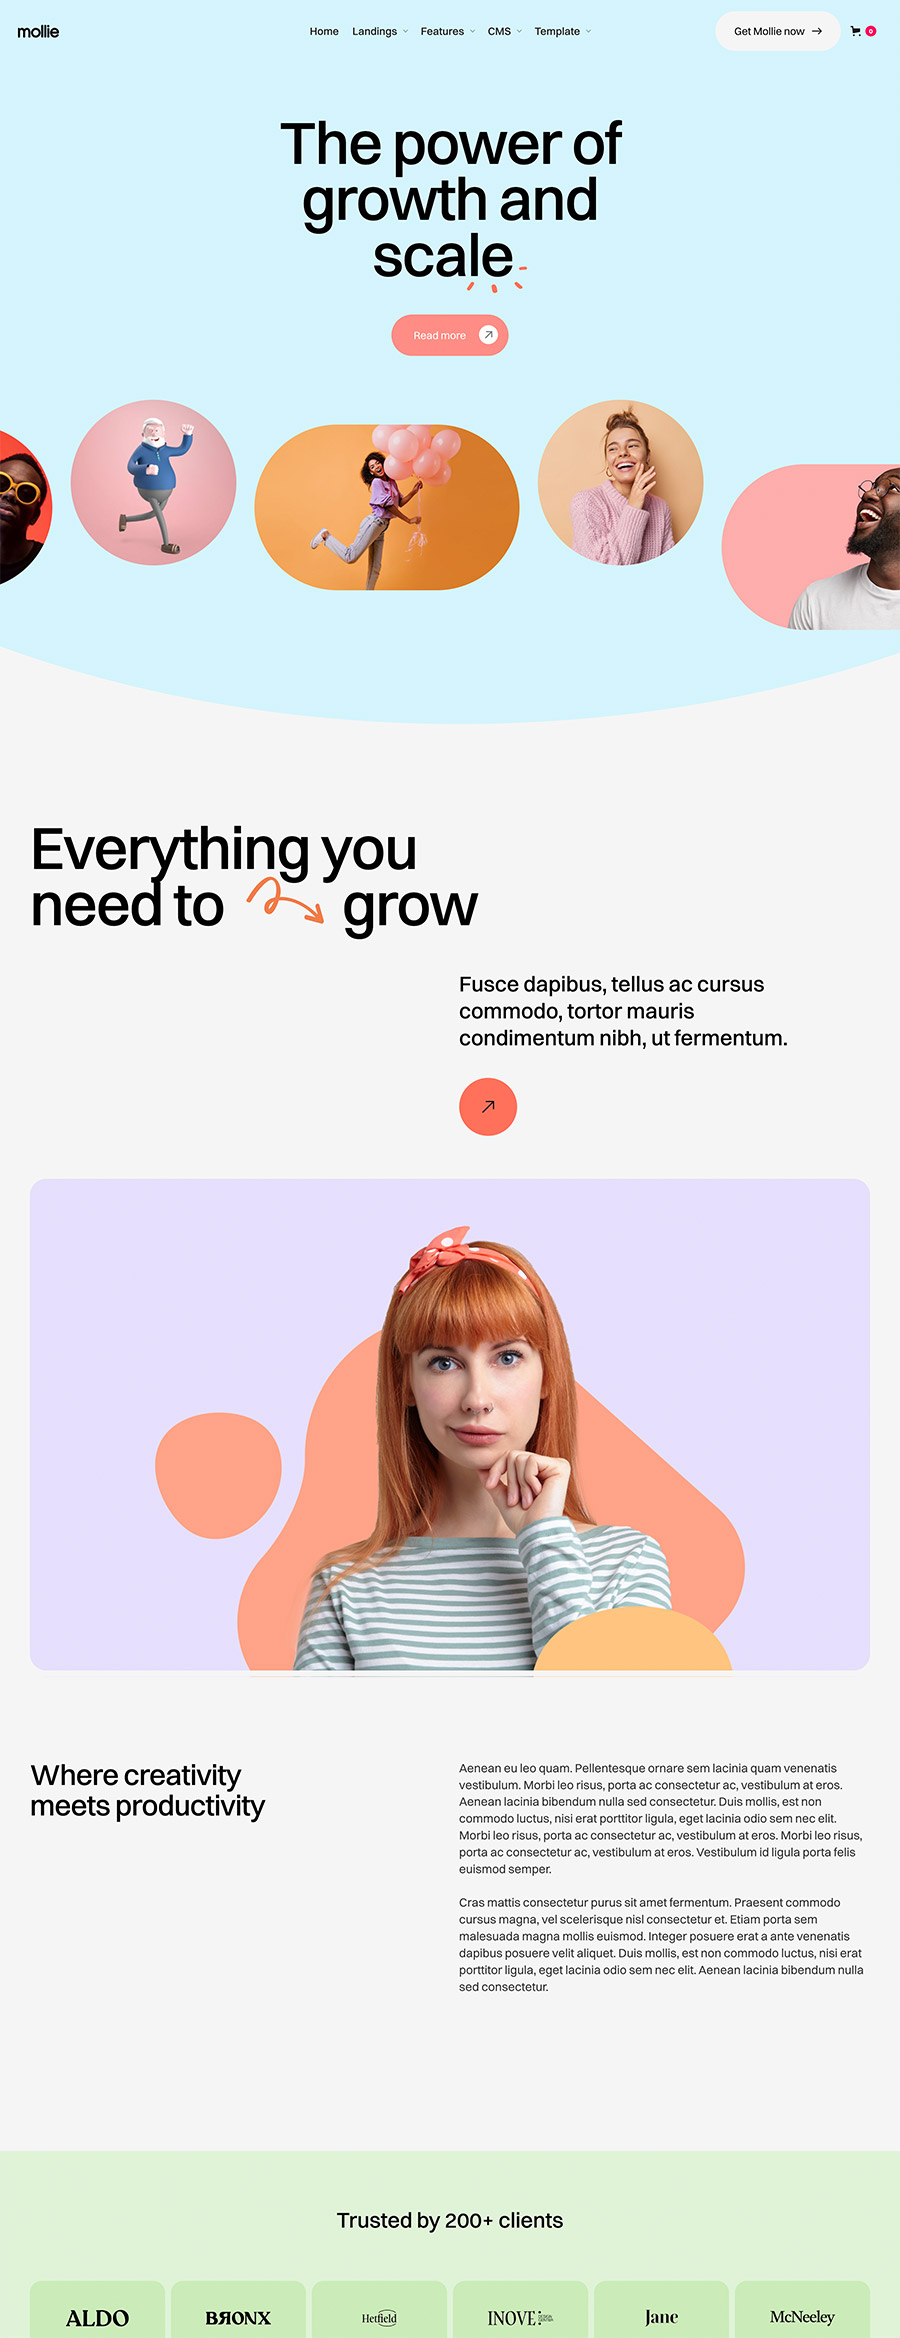 mollie
Home Landings Features CMS Template
Get Mollie now
0
The power of
growth and
scale
Read more
Everything you
need to grow
Fusce dapibus, tellus ac cursus
commodo, tortor mauris
condimentum nibh, ut fermentum.
Where creativity
meets productivity
Aenean eu leo quam. Pellentesque ornare sem lacinia quam venenatis
vestibulum. Morbi leo risus, porta ac consectetur ac, vestibulum at eros.
Aenean lacinia bibendum nulla sed consectetur. Duis mollis, est non
commodo luctus, nisi erat porttitor ligula, eget lacinia odio sem nec elit.
Morbi leo risus, porta ac consectetur ac, vestibulum at eros. Morbi leo risus,
porta ac consectetur ac, vestibulum at eros. Vestibulum id ligula porta felis
euismod semper.
Cras mattis consectetur purus sit amet fermentum. Praesent commodo
cursus magna, vel scelerisque nisl consectetur et. Etiam porta sem
malesuada magna mollis euismod. Integer posuere erat a ante venenatis
dapibus posuere velit aliquet. Duis mollis, est non commodo luctus, nisi erat
porttitor ligula, eget lacinia odio sem nec elit. Aenean lacinia bibendum nulla
sed consectetur.
Trusted by 200+ clients
ALDO
BЯONX
Hetfield
INOVE
Jane
McNeeley